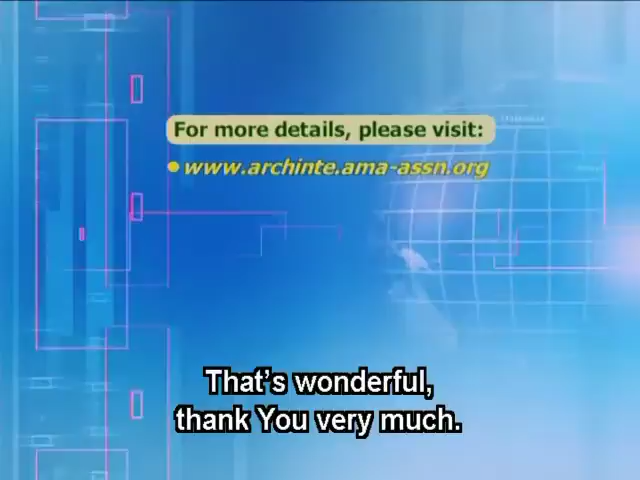 For more details, please visit:
• www.archinte.ama-assn.org
That's wonderful,
thank You very much.